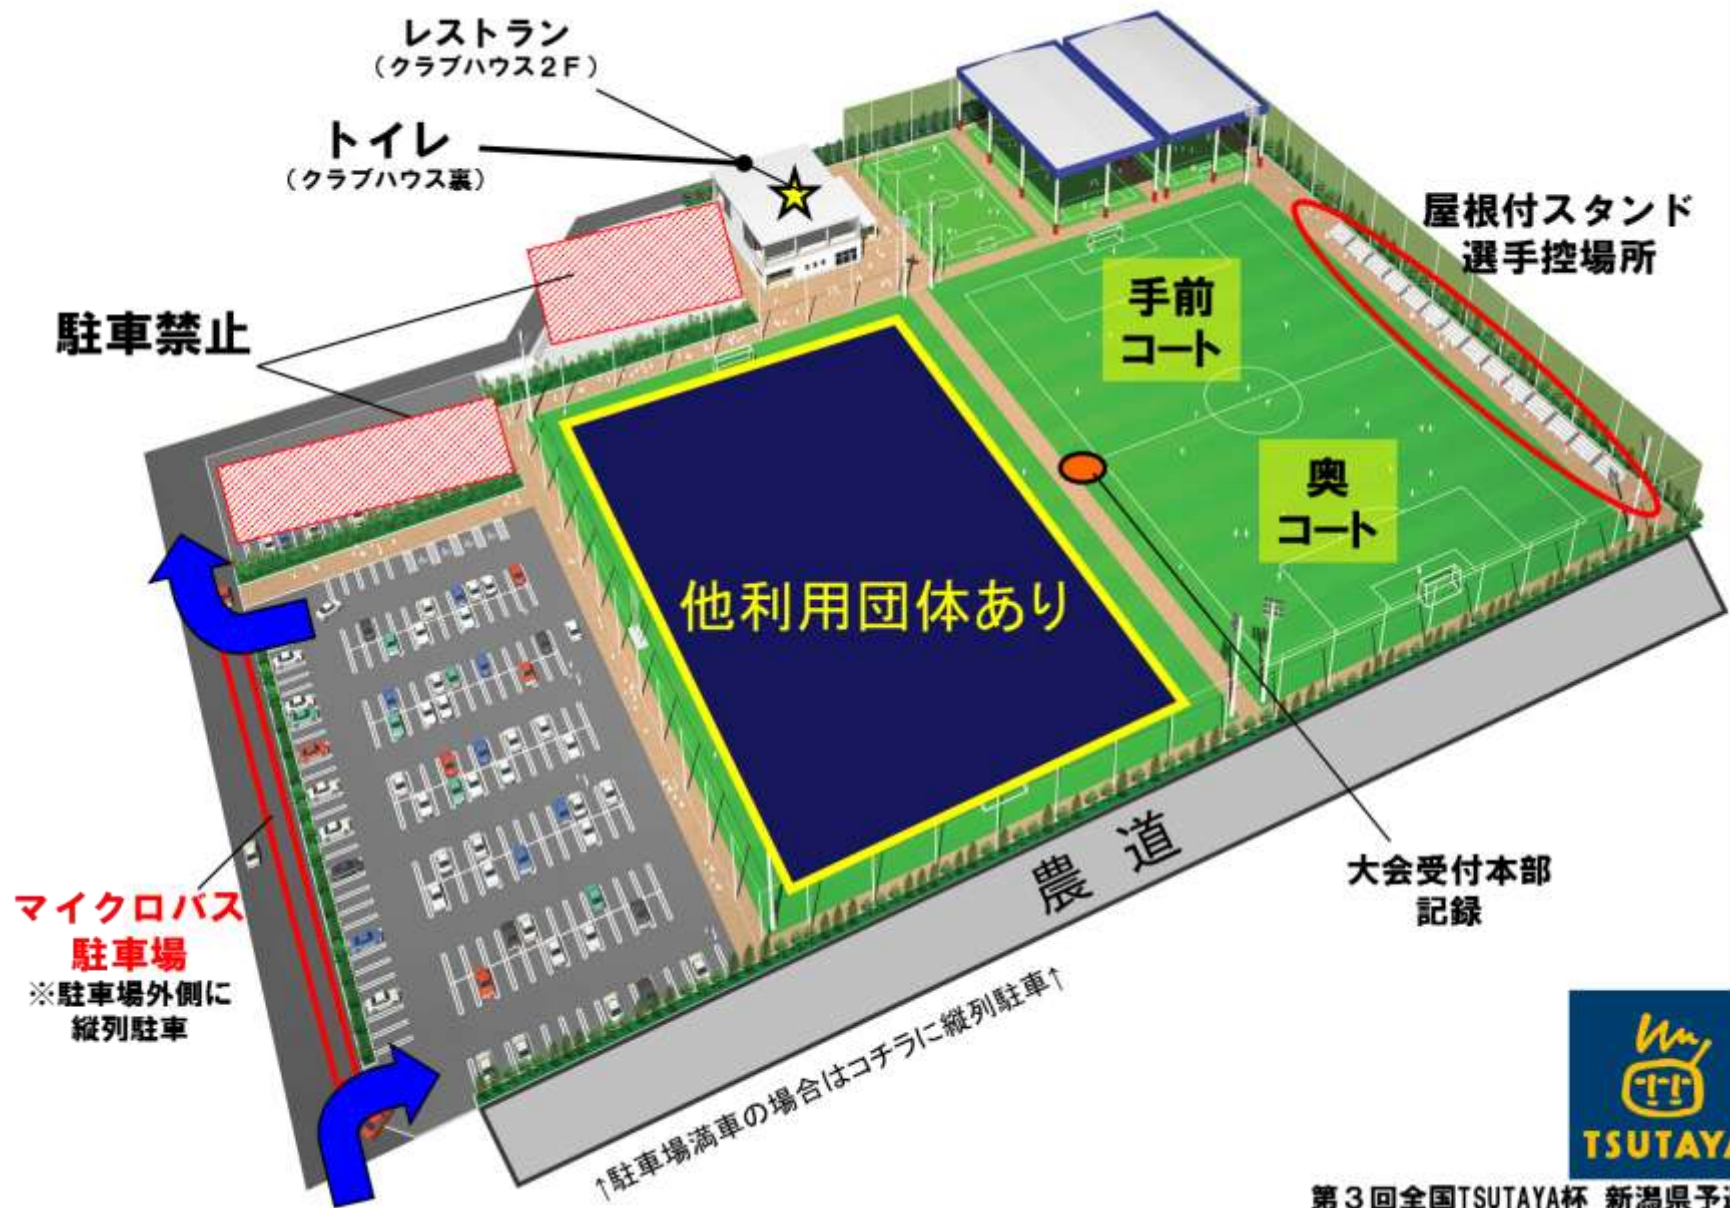 レストラン
（クラブハウス２Ｆ）
トイレ
（クラブハウス裏）
屋根付スタンド
選手控場所
手前
コート
駐車禁止
奥
コート
他利用団体あり
農道
大会受付本部
記録
マイクロバス
駐車場
※駐車場外側に
縦列駐車
↑駐車場満車の場合はコチラに縦列駐車↑
TSUTAYA
第３回全国TSUTAYA杯 新潟県予選